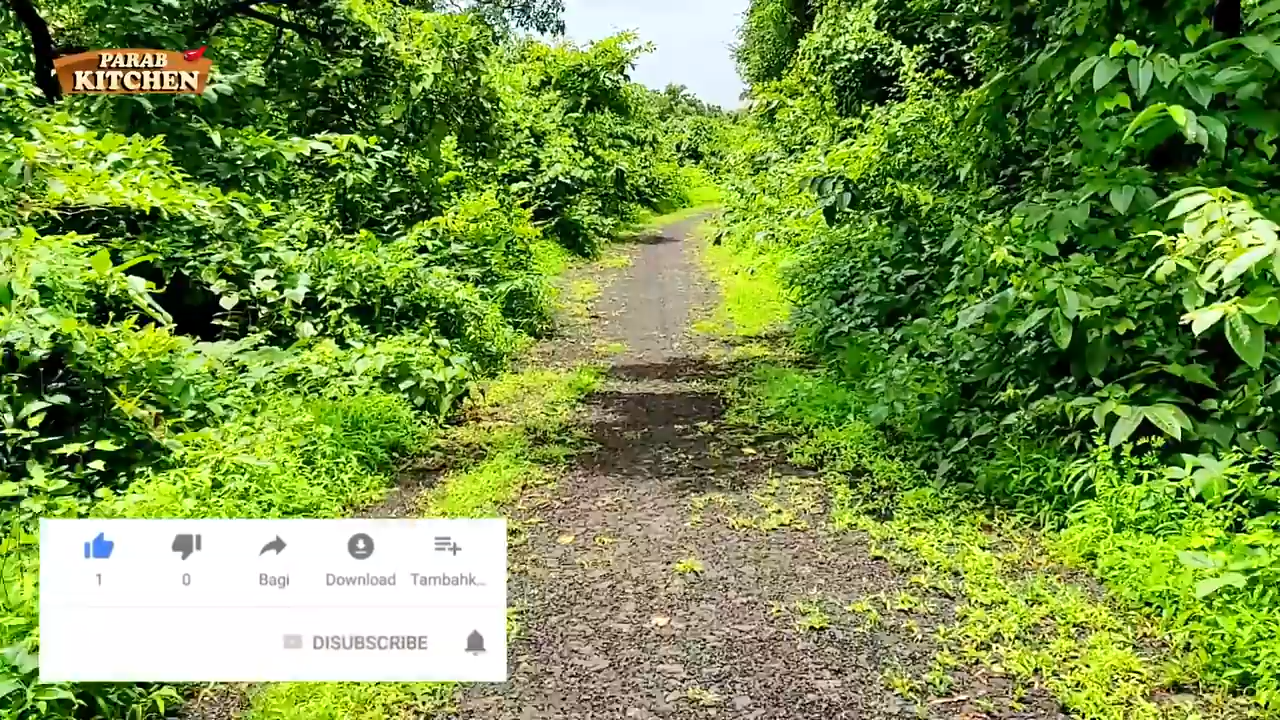 PARAB
KITCHEN
1
0
Bagi
Download
Tambahk...
DISUBSCRIBE